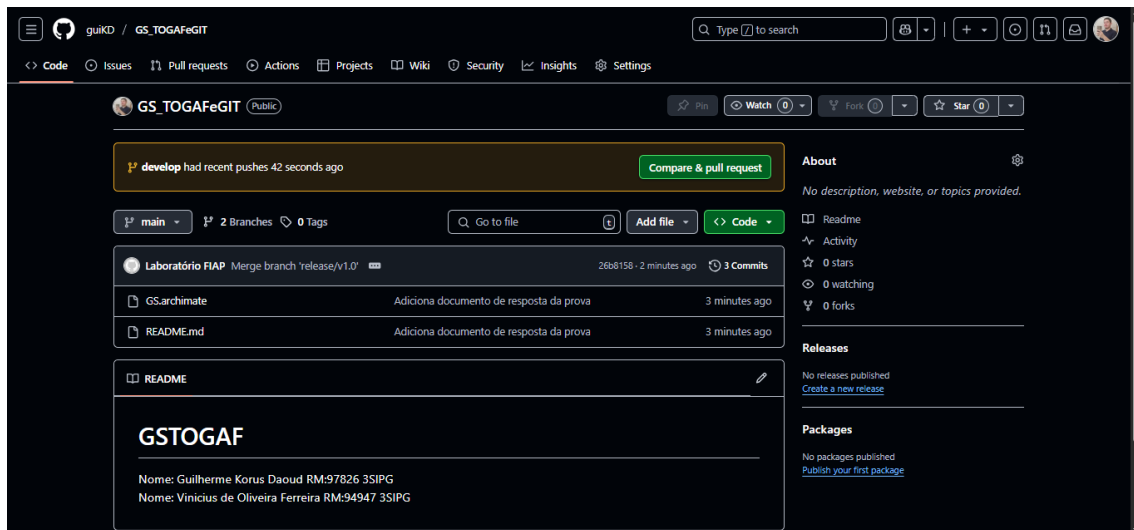 guiKD / GS_TOGAFeGIT
Type / to search
Code Issues Pull requests Actions Projects Wiki Security Insights Settings
GS_TOGAFeGIT Public
Pin Watch 0 Fork 0 Star 0
develop had recent pushes 42 seconds ago
Compare & pull request
main 2 Branches 0 Tags
Go to file t
Add file
Code
Laboratório FIAP Merge branch 'release/v1.0'
26b8158 · 2 minutes ago 3 Commits
GS.archimate Adiciona documento de resposta da prova 3 minutes ago
README.md Adiciona documento de resposta da prova 3 minutes ago
README
GSTOGAF
Nome: Guilherme Korus Daoud RM:97826 3SIPG
Nome: Vinicius de Oliveira Ferreira RM:94947 3SIPG
About
No description, website, or topics provided.
Readme
Activity
0 stars
0 watching
0 forks
Releases
No releases published
Create a new release
Packages
No packages published
Publish your first package